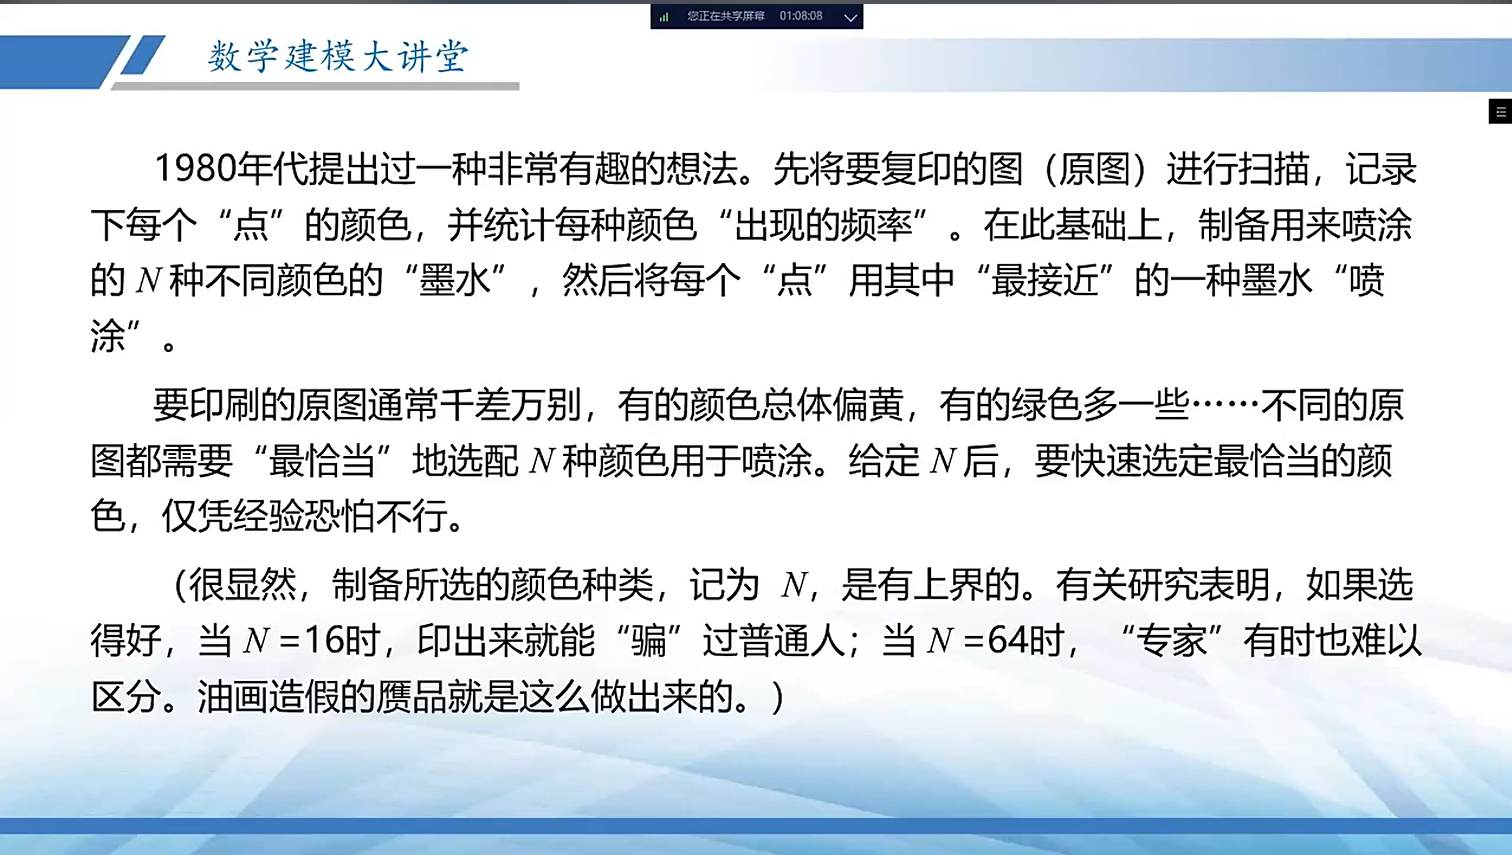 您正在共享屏幕 01:08:08
数学建模大讲堂
1980年代提出过一种非常有趣的想法。先将要复印的图（原图）进行扫描，记录
下每个“点”的颜色，并统计每种颜色“出现的频率”。在此基础上，制备用来喷涂
的 N 种不同颜色的“墨水”，然后将每个“点”用其中“最接近”的一种墨水“喷
涂”。
要印刷的原图通常千差万别，有的颜色总体偏黄，有的绿色多一些……不同的原
图都需要“最恰当”地选配 N 种颜色用于喷涂。给定 N 后，要快速选定最恰当的颜
色，仅凭经验恐怕不行。
（很显然，制备所选的颜色种类，记为 N，是有上界的。有关研究表明，如果选
得好，当 N =16时，印出来就能“骗”过普通人；当 N =64时，“专家”有时也难以
区分。油画造假的赝品就是这么做出来的。）